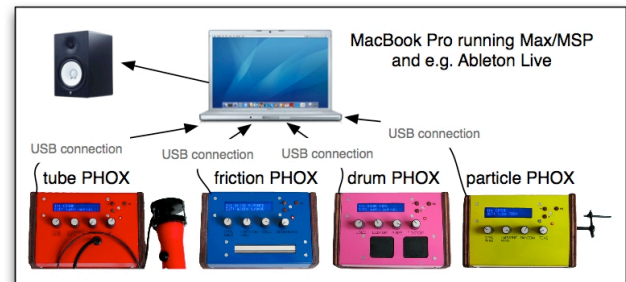 MacBook Pro running Max/MSP
and e.g. Ableton Live
USB connection
USB connection
USB connection
USB connection
tube PHOX
friction PHOX
drum PHOX
particle PHOX